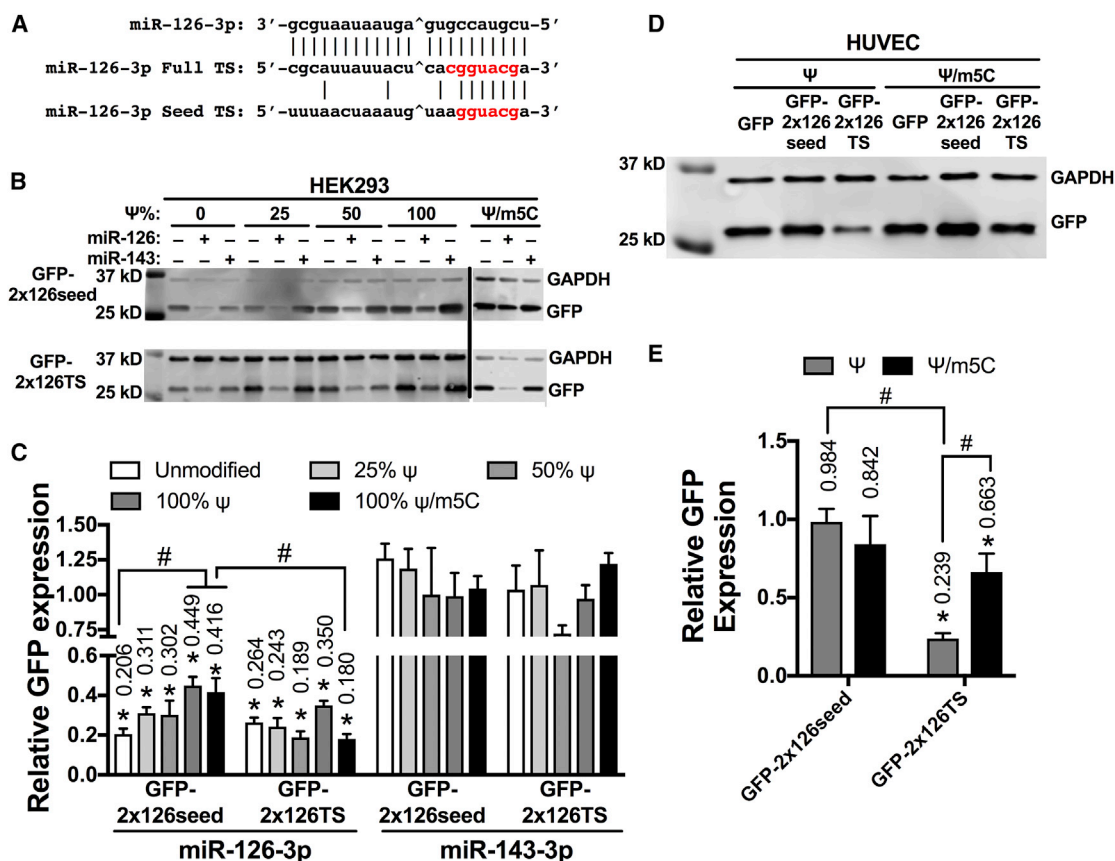 A
miR-126-3p: 3’-gcguaauaauga^gugccaugcu-5’
miR-126-3p Full TS: 5’-cgcauuauuacu^cacgguacga-3’
miR-126-3p Seed TS: 5’-uuuaacuaaaug^uaagguacga-3’
B
HEK293
Ψ%: 0 25 50 100 Ψ/m5C
miR-126: – + – – + – – + – – + – – + –
miR-143: – – + – – + – – + – – + – – +
GFP-
2x126seed
37 kD
25 kD
GAPDH
GFP
GFP-
2x126TS
37 kD
25 kD
GAPDH
GFP
C
Unmodified 25% Ψ 50% Ψ
100% Ψ 100% Ψ/m5C
Relative GFP expression
1.50
1.25
1.00
0.75
0.6
0.4
0.2
0.0
# #
* 0.206
* 0.311
* 0.302
* 0.449
* 0.416
* 0.264
* 0.243
* 0.189
* 0.350
* 0.180
GFP-
2x126seed
GFP-
2x126TS
GFP-
2x126seed
GFP-
2x126TS
miR-126-3p miR-143-3p
D
HUVEC
Ψ Ψ/m5C
GFP
GFP-
2x126
seed
GFP-
2x126
TS
GFP
GFP-
2x126
seed
GFP-
2x126
TS
37 kD
25 kD
GAPDH
GFP
E
Ψ Ψ/m5C
Relative GFP
Expression
1.5
1.0
0.5
0.0
#
#
0.984
0.842
* 0.239
* 0.663
GFP-2x126seed
GFP-2x126TS